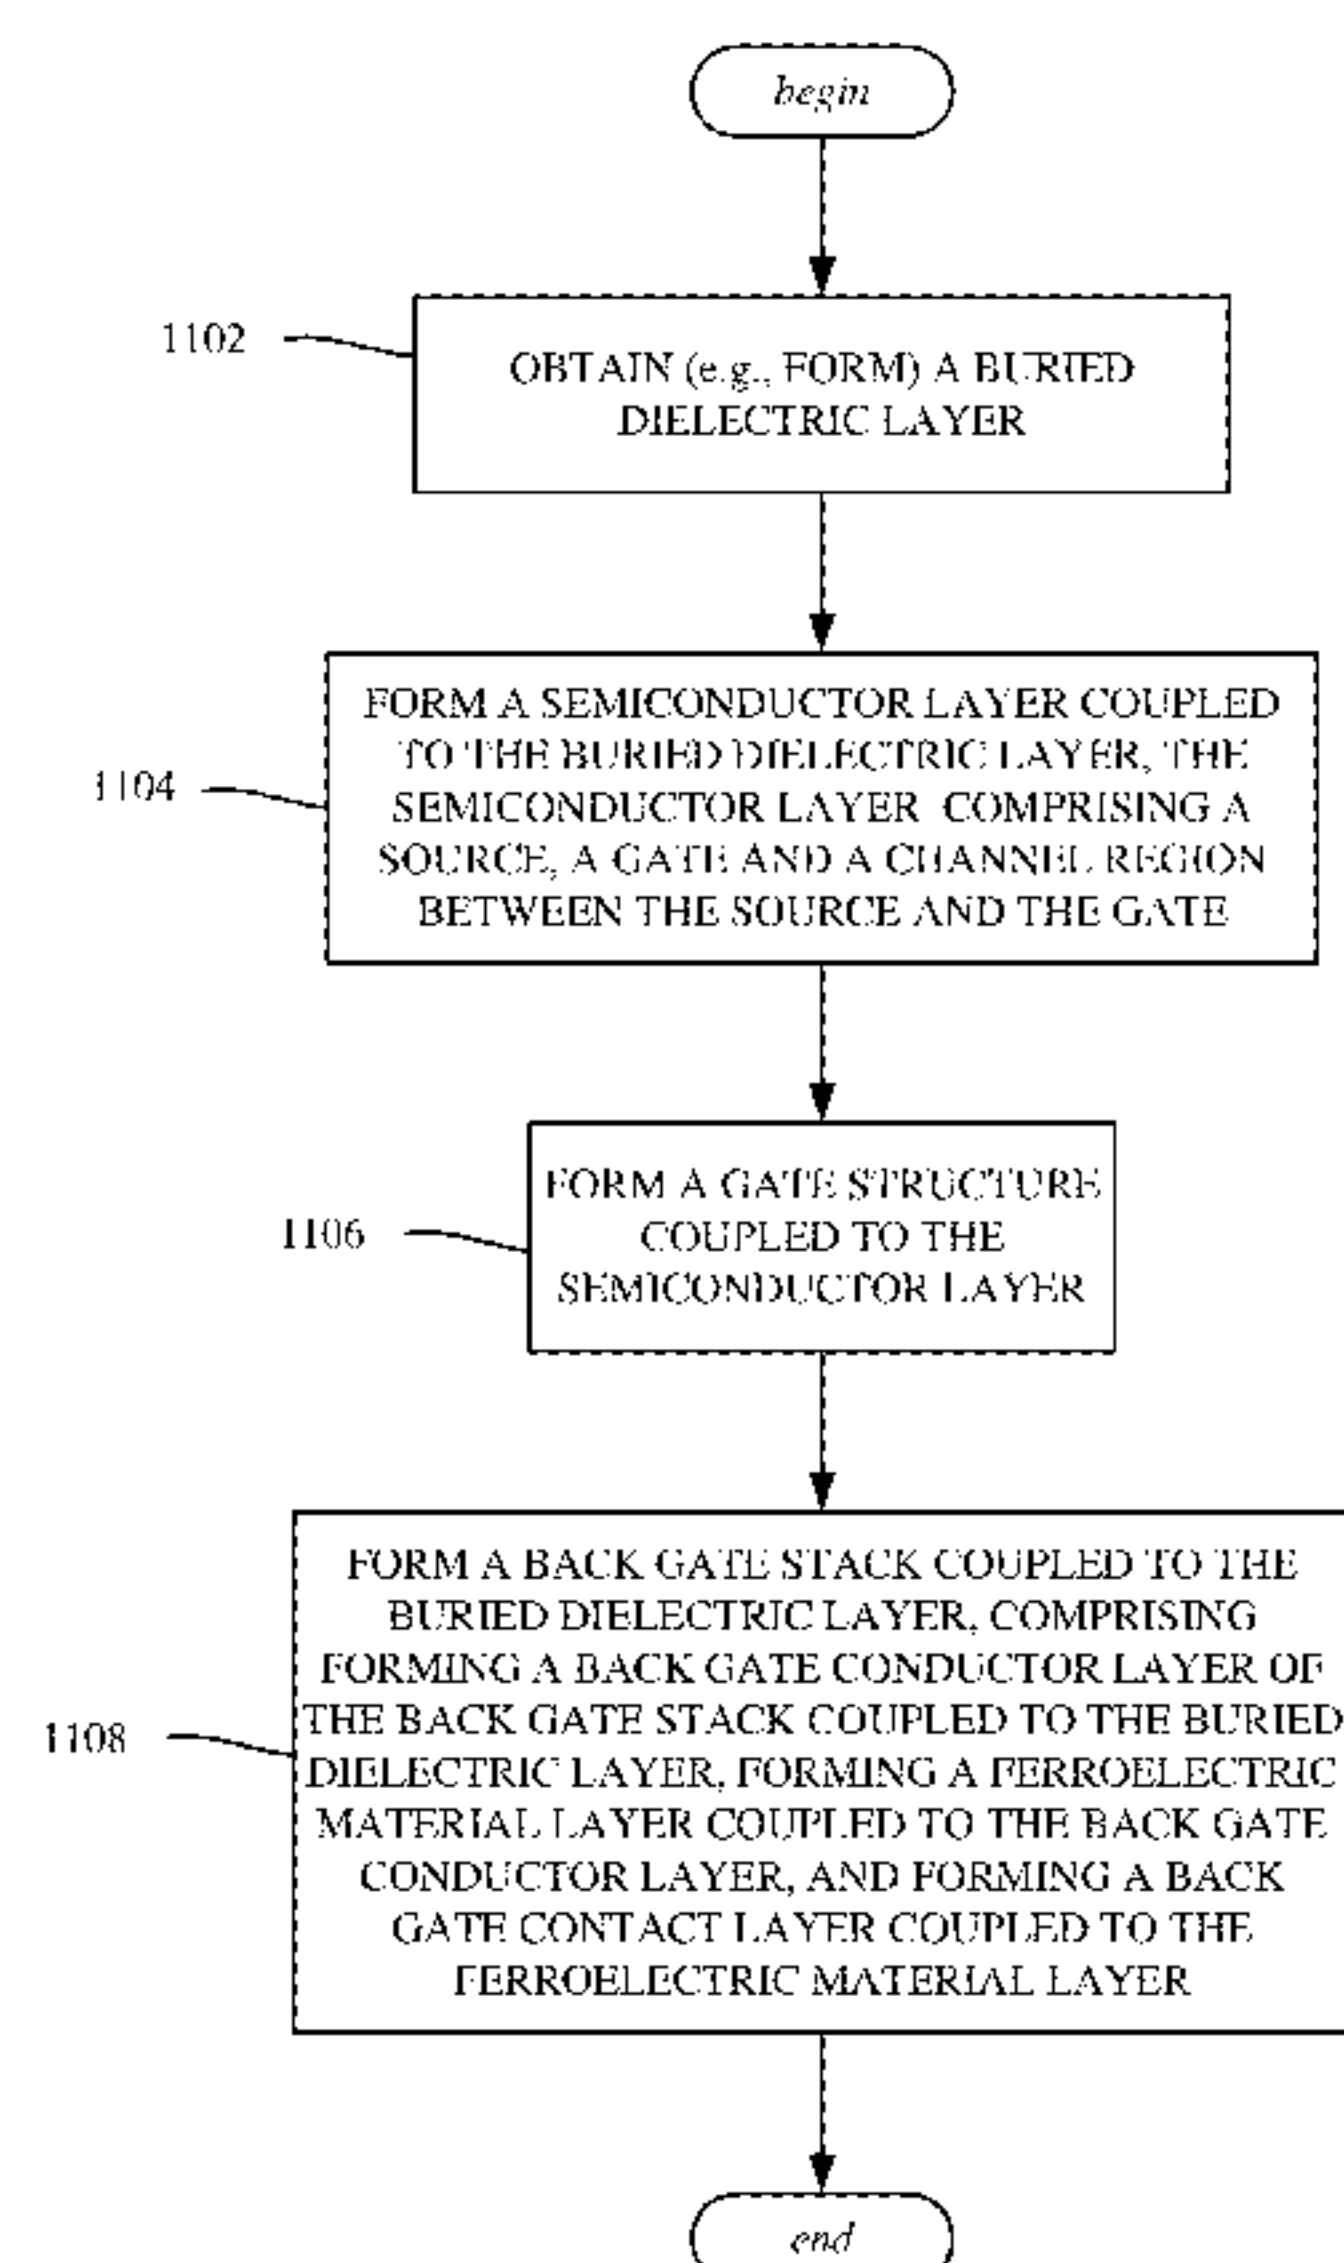 begin
1102
OBTAIN (e.g., FORM) A BURIED
DIELECTRIC LAYER
1104
FORM A SEMICONDUCTOR LAYER COUPLED
TO THE BURIED DIELECTRIC LAYER, THE
SEMICONDUCTOR LAYER COMPRISING A
SOURCE, A GATE AND A CHANNEL REGION
BETWEEN THE SOURCE AND THE GATE
1106
FORM A GATE STRUCTURE
COUPLED TO THE
SEMICONDUCTOR LAYER
1108
FORM A BACK GATE STACK COUPLED TO THE
BURIED DIELECTRIC LAYER, COMPRISING
FORMING A BACK GATE CONDUCTOR LAYER OF
THE BACK GATE STACK COUPLED TO THE BURIED
DIELECTRIC LAYER, FORMING A FERROELECTRIC
MATERIAL LAYER COUPLED TO THE BACK GATE
CONDUCTOR LAYER, AND FORMING A BACK
GATE CONTACT LAYER COUPLED TO THE
FERROELECTRIC MATERIAL LAYER
end